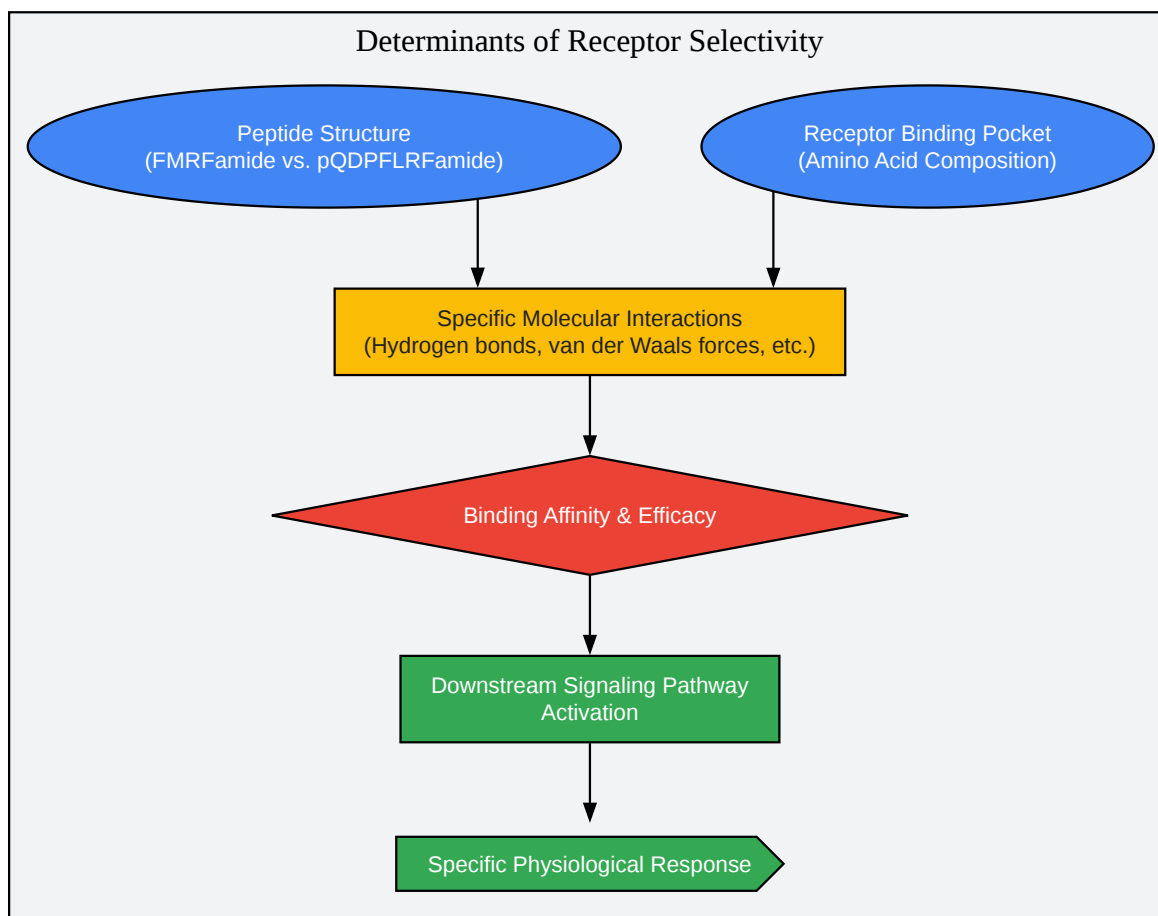 Determinants of Receptor Selectivity
Peptide Structure
(FMRFamide vs. pQDPFLRFamide)
Receptor Binding Pocket
(Amino Acid Composition)
Specific Molecular Interactions
(Hydrogen bonds, van der Waals forces, etc.)
Binding Affinity & Efficacy
Downstream Signaling Pathway
Activation
Specific Physiological Response